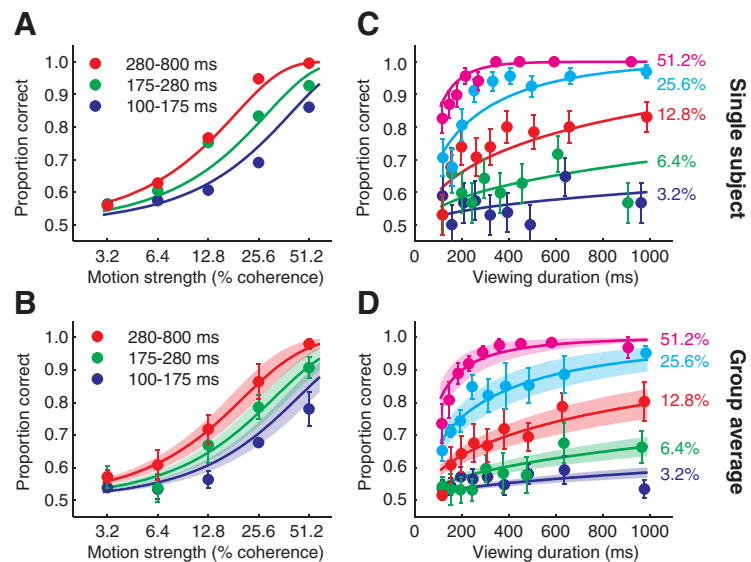 A
280-800 ms
175-280 ms
100-175 ms
Proportion correct
1.0
0.9
0.8
0.7
0.6
0.5
3.2 6.4 12.8 25.6 51.2
Motion strength (% coherence)
C
Proportion correct
1.0
0.9
0.8
0.7
0.6
0.5
51.2%
25.6%
12.8%
6.4%
3.2%
0 200 400 600 800 1000
Viewing duration (ms)
Single subject
B
280-800 ms
175-280 ms
100-175 ms
Proportion correct
1.0
0.9
0.8
0.7
0.6
0.5
3.2 6.4 12.8 25.6 51.2
Motion strength (% coherence)
D
Proportion correct
1.0
0.9
0.8
0.7
0.6
0.5
51.2%
25.6%
12.8%
6.4%
3.2%
0 200 400 600 800 1000
Viewing duration (ms)
Group average